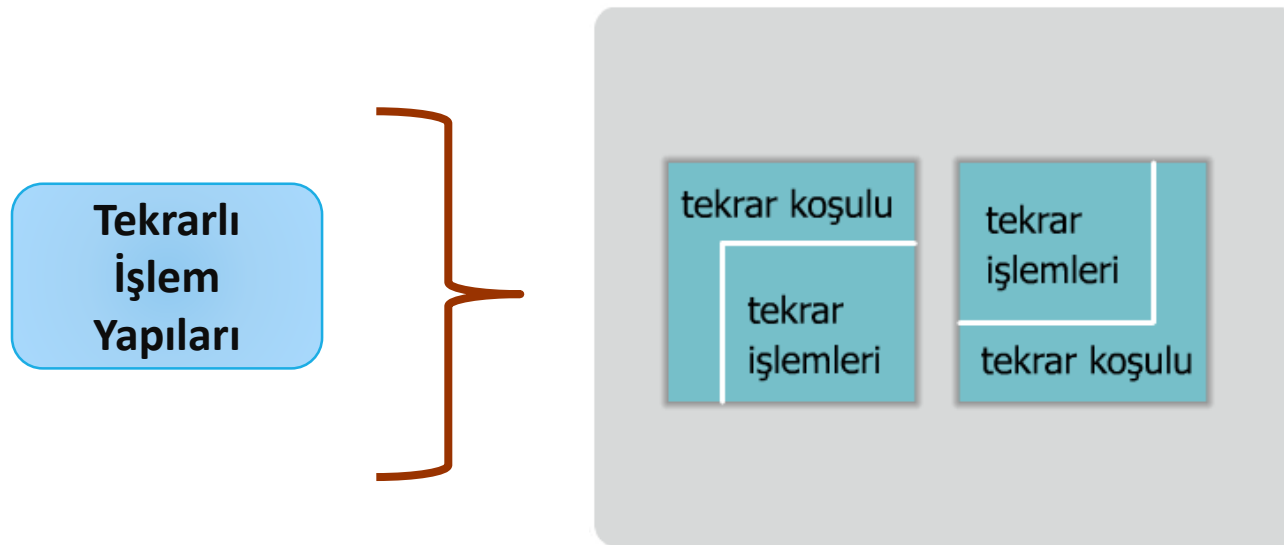 Tekrarlı
İşlem
Yapıları
tekrar koşulu
tekrar
işlemleri
tekrar
işlemleri
tekrar koşulu